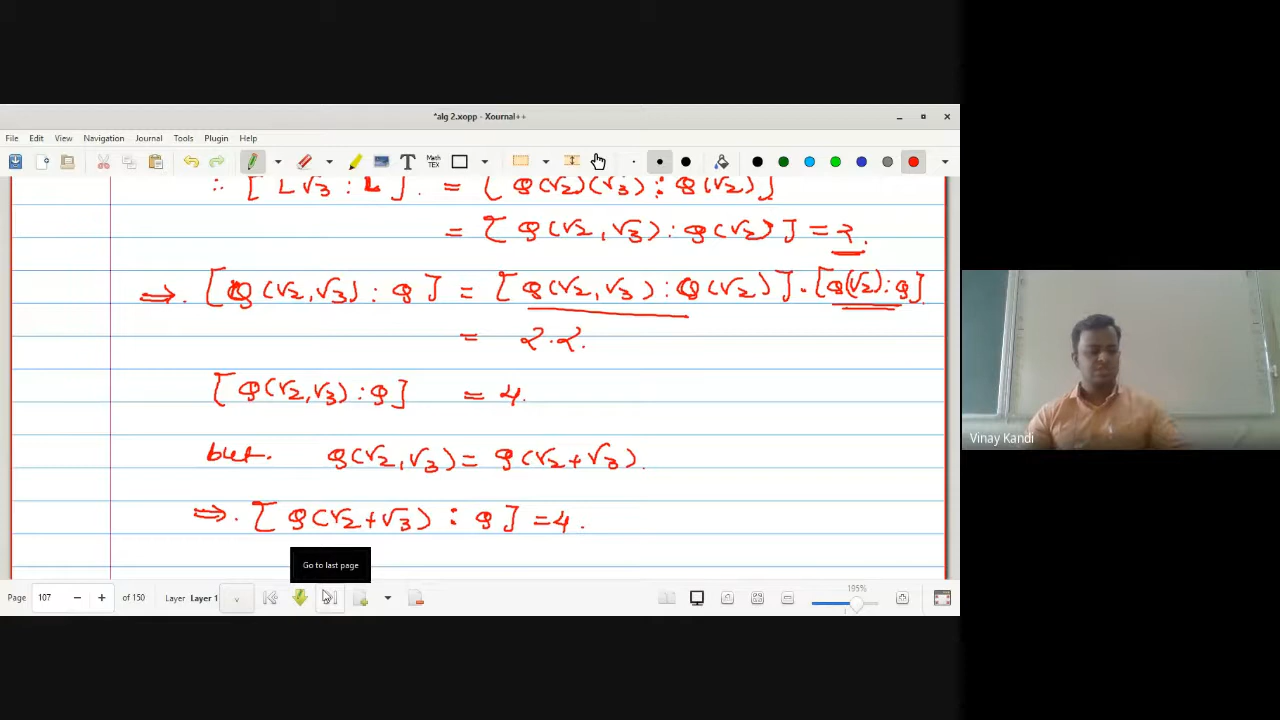 *alg 2.xopp - Xournal++
File Edit View Navigation Journal Tools Plugin Help
∴ [ L√3 : L ]. = [ Q(√2)(√3) : Q(√2) ]
= [ Q(√2, √3) : Q(√2) ] = 2.
⇒. [ Q(√2, √3) : Q ] = [ Q(√2, √3) : Q(√2) ] . [Q(√2) : Q].
= 2.2.
[ Q(√2, √3) : Q ] = 4.
but. Q(√2, √3) = Q(√2 + √3).
⇒. [ Q(√2 + √3) : Q ] = 4.
Go to last page
Page 107 − + of 150 Layer Layer 1 195%
Vinay Kandi